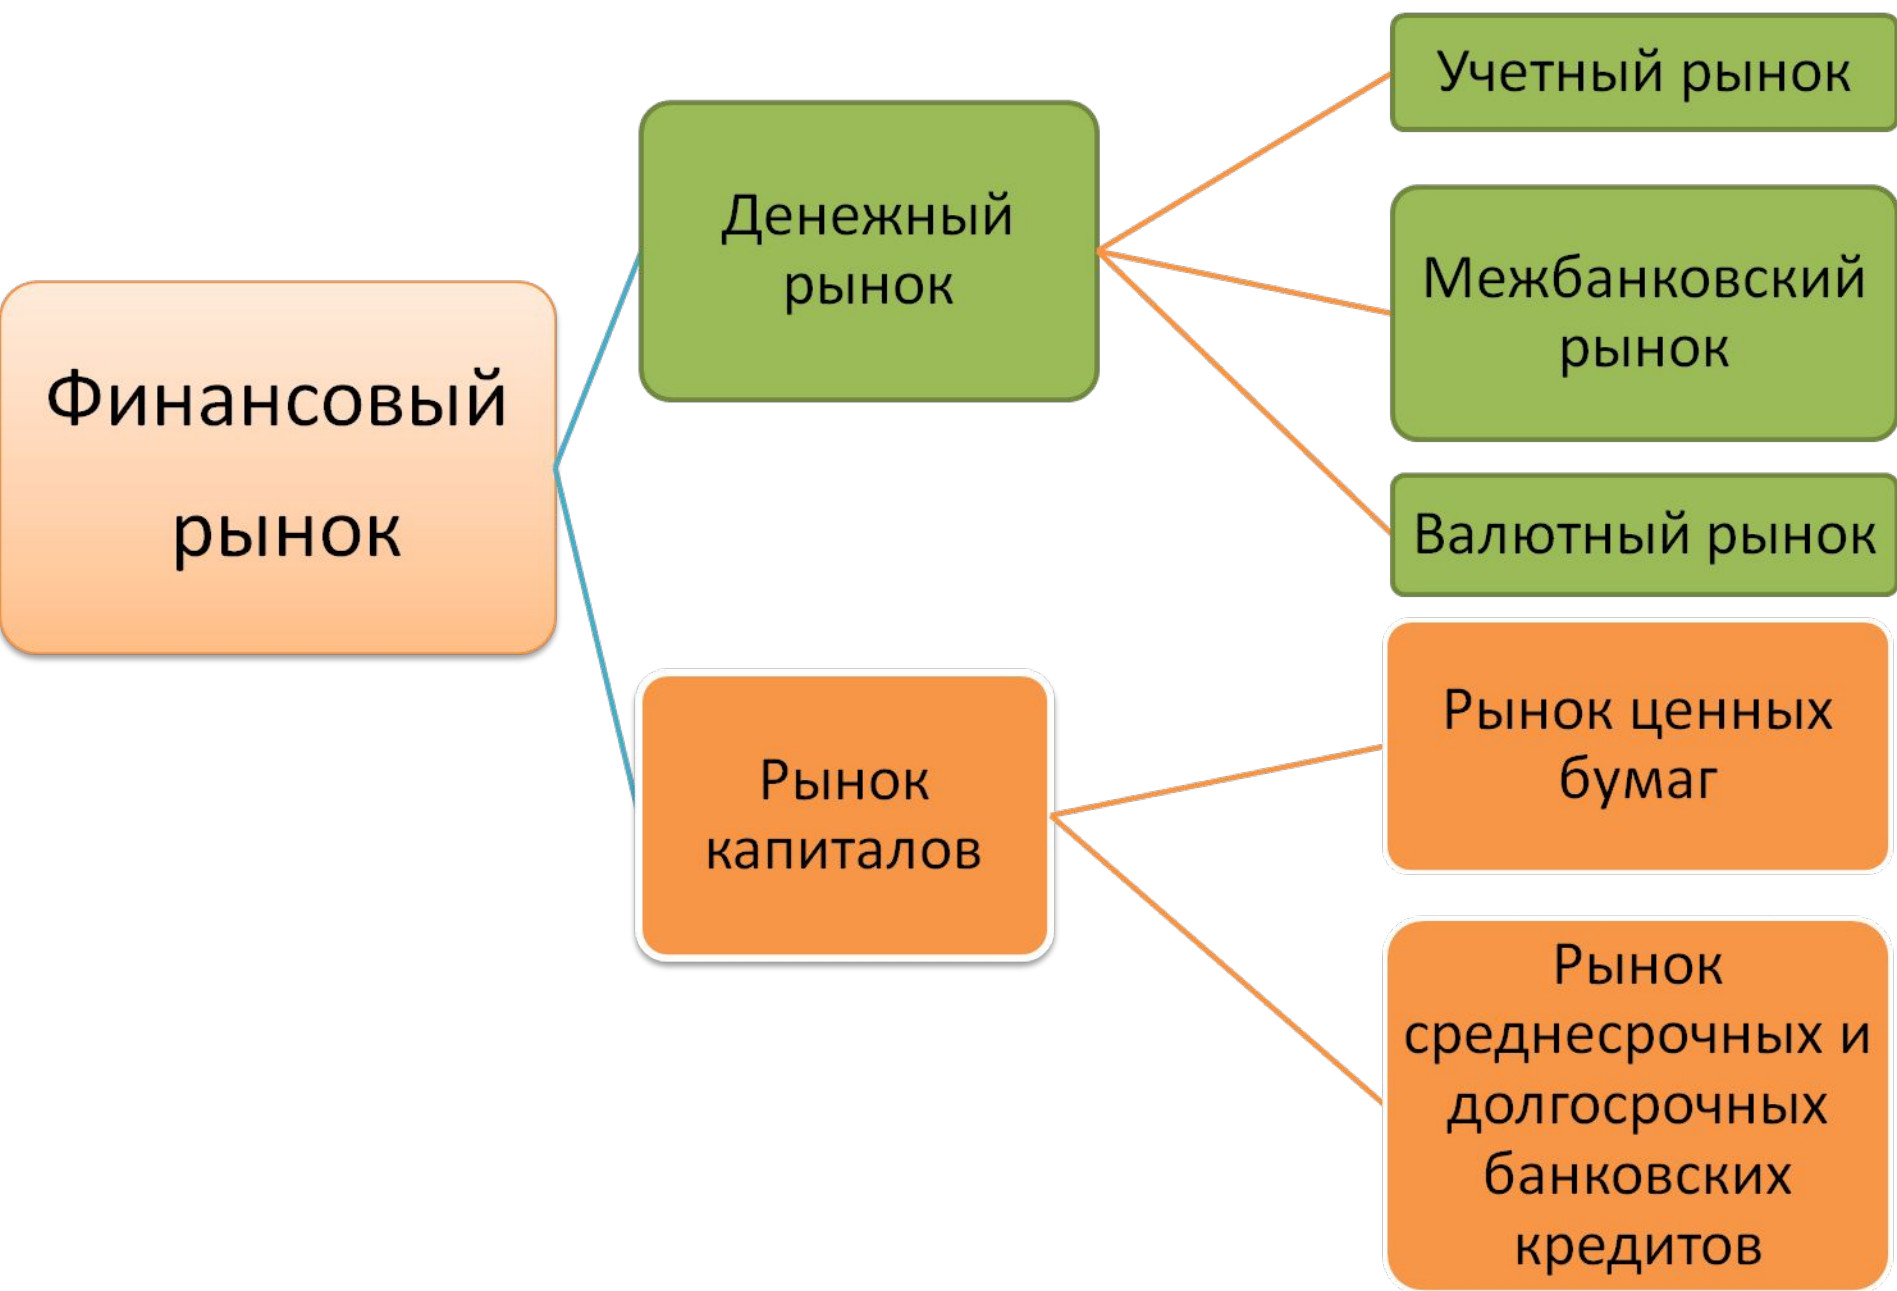 Финансовый
рынок
Денежный
рынок
Учетный рынок
Межбанковский
рынок
Валютный рынок
Рынок
капиталов
Рынок ценных
бумаг
Рынок
среднесрочных и
долгосрочных
банковских
кредитов